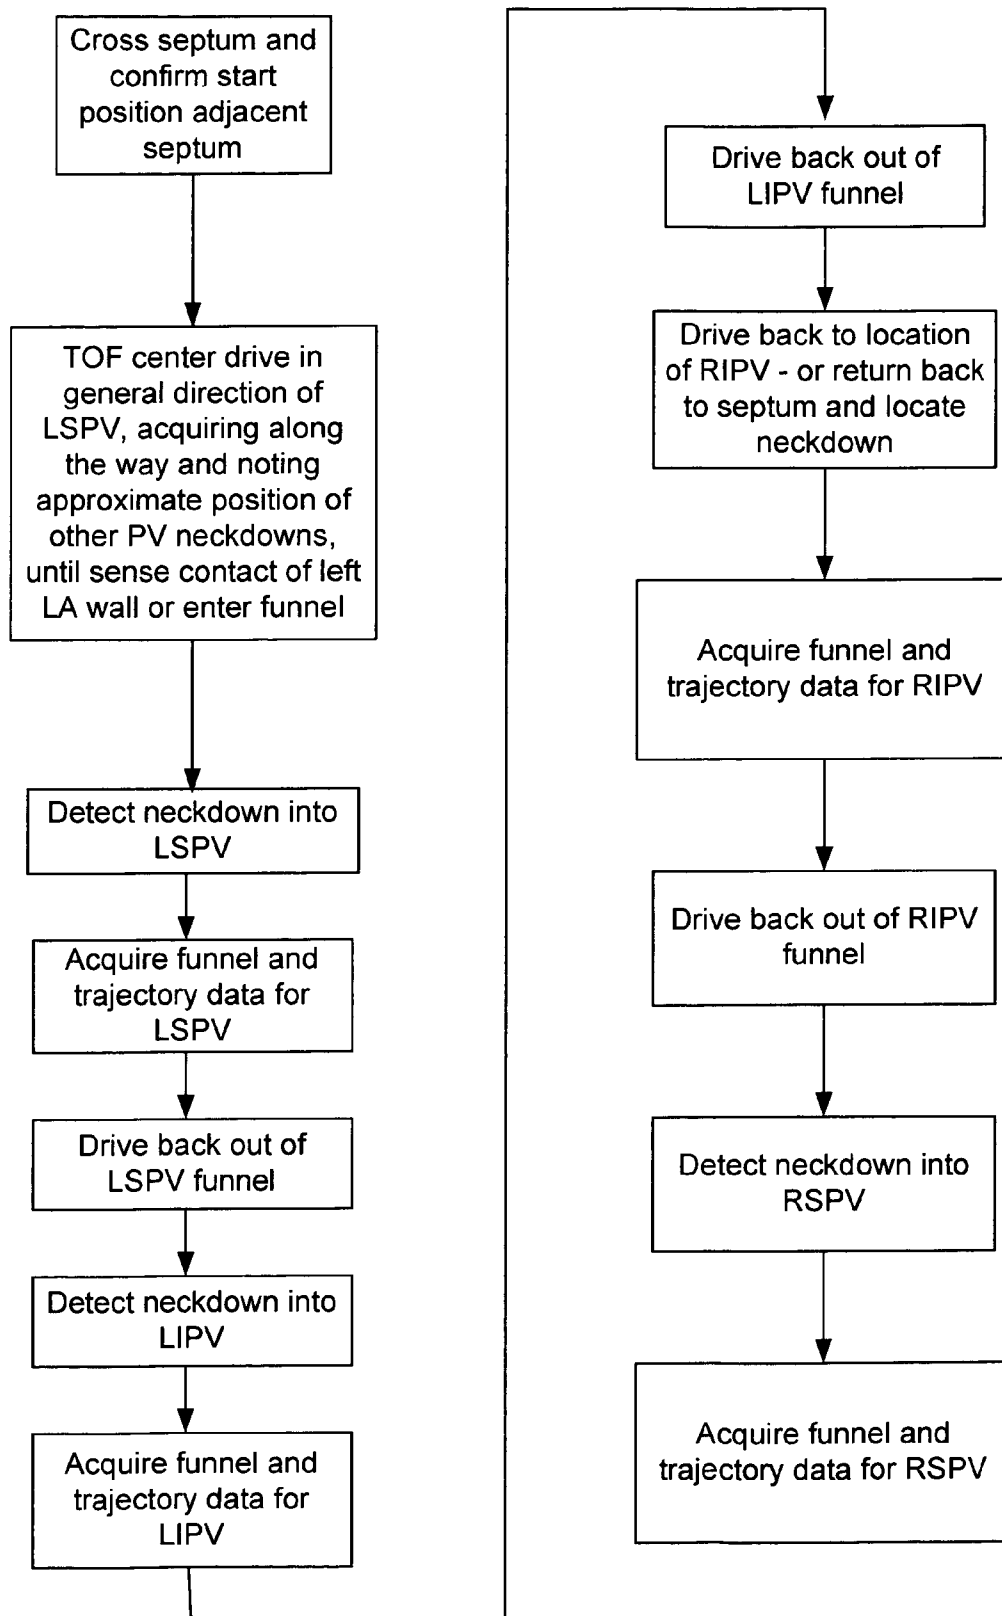 Cross septum and
confirm start
position adjacent
septum
TOF center drive in
general direction of
LSPV, acquiring along
the way and noting
approximate position of
other PV neckdowns,
until sense contact of left
LA wall or enter funnel
Detect neckdown into
LSPV
Acquire funnel and
trajectory data for
LSPV
Drive back out of
LSPV funnel
Detect neckdown into
LIPV
Acquire funnel and
trajectory data for
LIPV
Drive back out of
LIPV funnel
Drive back to location
of RIPV - or return back
to septum and locate
neckdown
Acquire funnel and
trajectory data for RIPV
Drive back out of RIPV
funnel
Detect neckdown into
RSPV
Acquire funnel and
trajectory data for RSPV